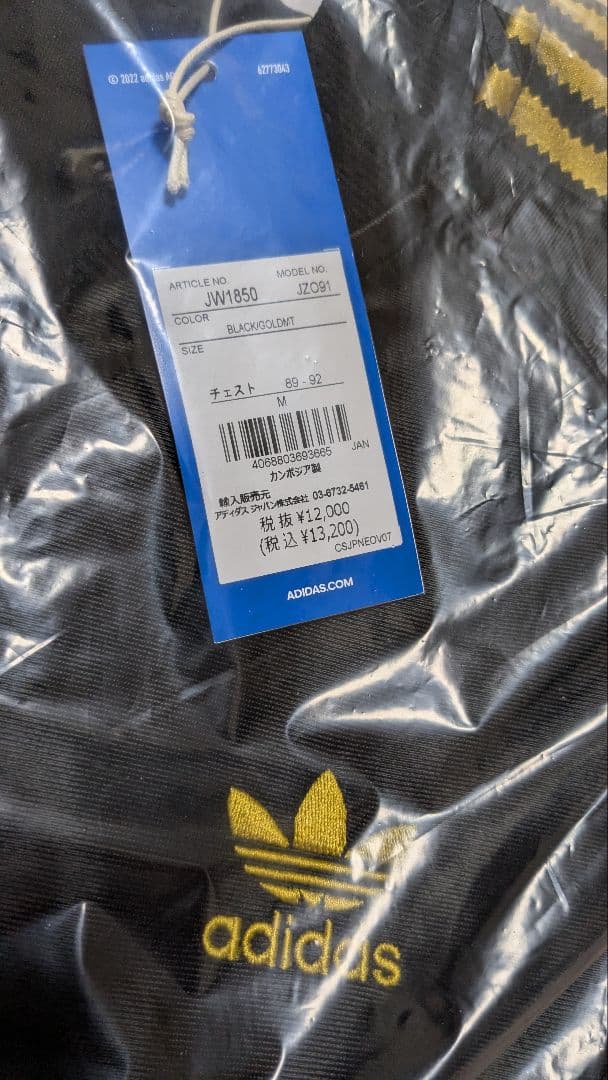 © 2022 adidas
62773043
ARTICLE NO.
MODEL NO.
JW1850
JZO91
COLOR
BLACK/GOLDMT
SIZE
チェスト 89 - 92
M
4068803693665
JAN
カンボジア製
輸入販売元
アディダス ジャパン株式会社 03-6732-5461
税 抜 ¥12,000
(税 込 ¥13,200)
CSJPNEOV07
ADIDAS.COM
adidas